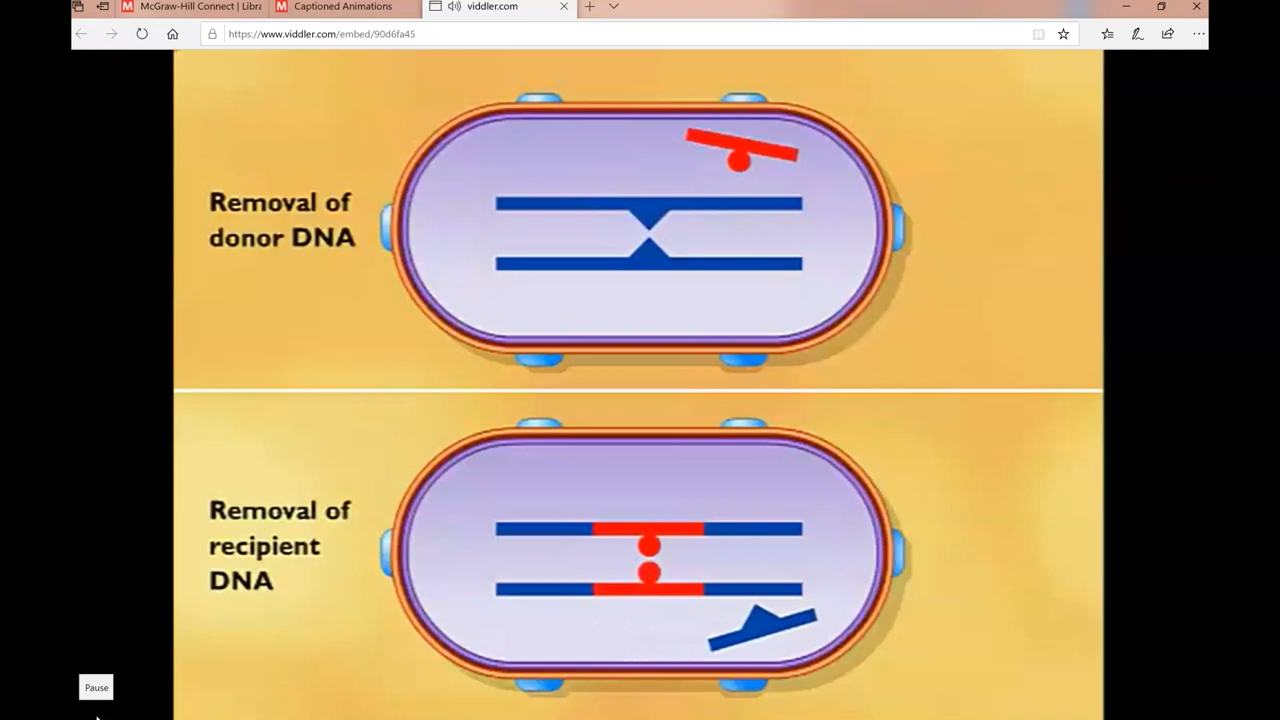 McGraw-Hill Connect | Libra
Captioned Animations
viddler.com
https://www.viddler.com/embed/90d6fa45
Removal of
donor DNA
Removal of
recipient
DNA
Pause